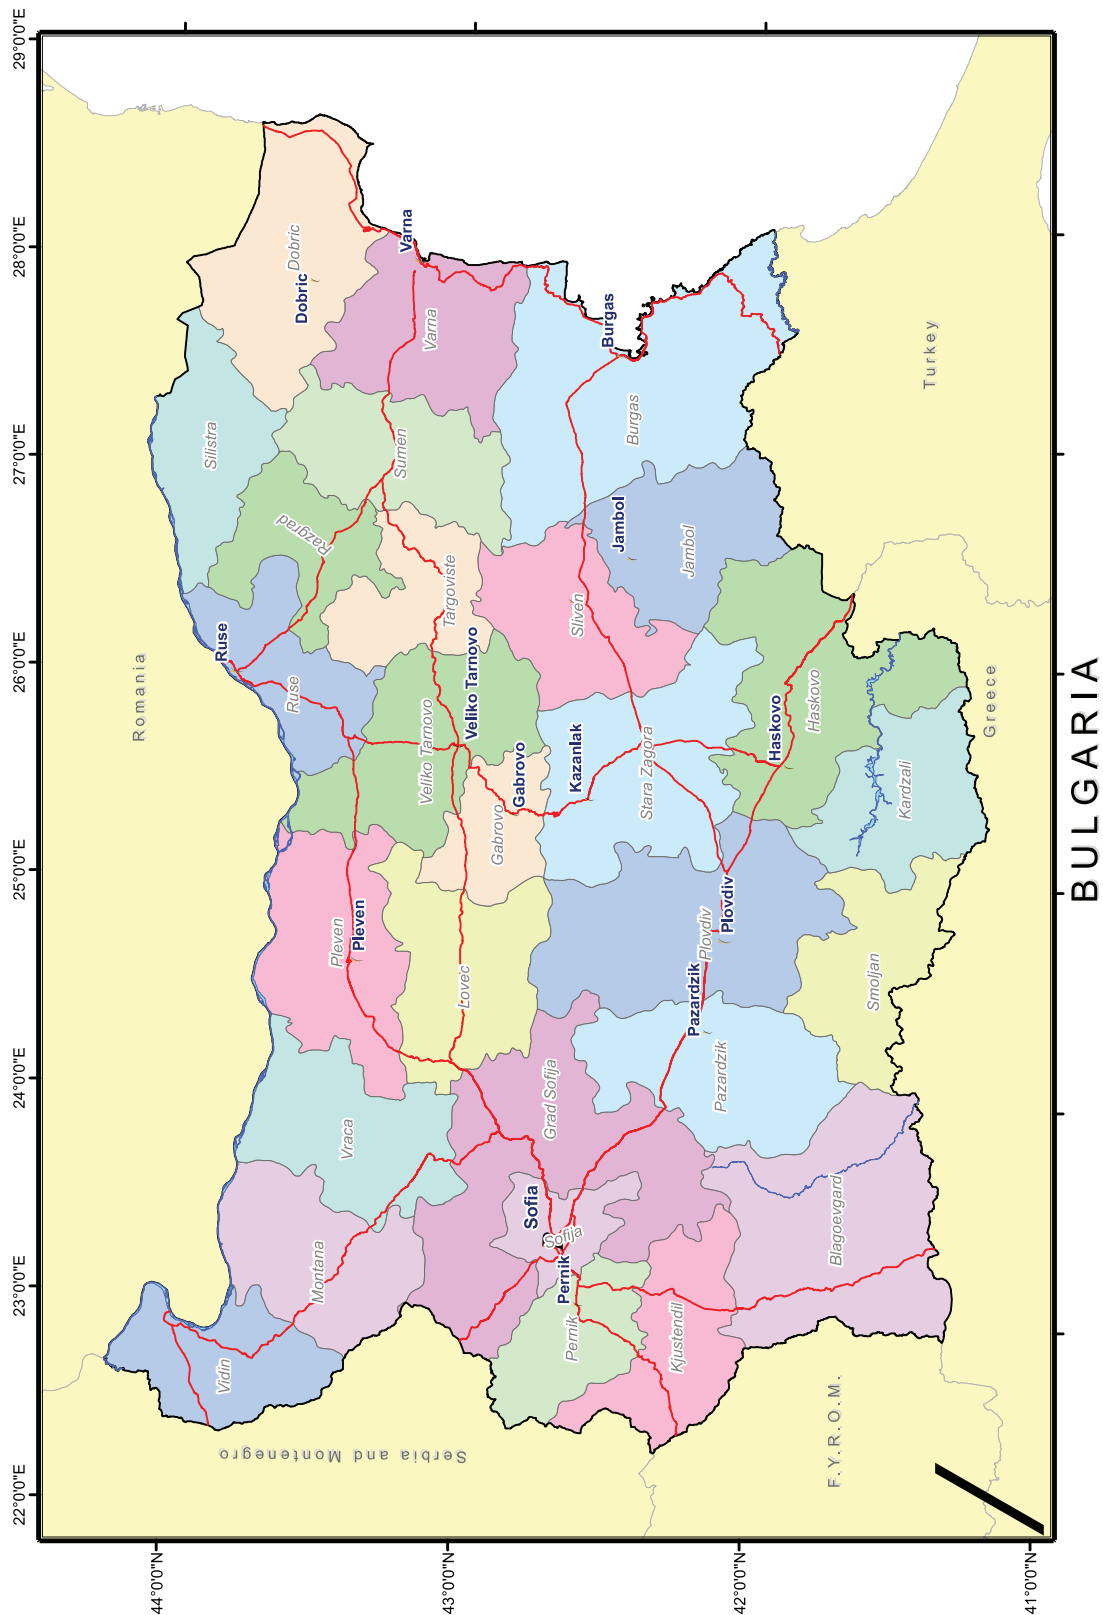 29°0'0"E
28°0'0"E
27°0'0"E
26°0'0"E
25°0'0"E
24°0'0"E
23°0'0"E
22°0'0"E
44°0'0"N
43°0'0"N
42°0'0"N
41°0'0"N
Romania
Serbia and Montenegro
F.Y.R.O.M.
Greece
Turkey
Vidin
Montana
Vraca
Pleven
Pleven
Lovec
Ruse
Ruse
Razgrad
Silistra
Dobric
Dobric
Varna
Varna
Sumen
Targoviste
Veliko Tarnovo
Veliko Tarnovo
Gabrovo
Gabrovo
Kazanlak
Stara Zagora
Sliven
Jambol
Jambol
Burgas
Burgas
Haskovo
Haskovo
Kardzali
Smoljan
Plovdiv
Plovdiv
Pazardzik
Pazardzik
Grad Sofija
Sofia
Sofija
Pernik
Pernik
Kjustendil
Blagoevgard
BULGARIA